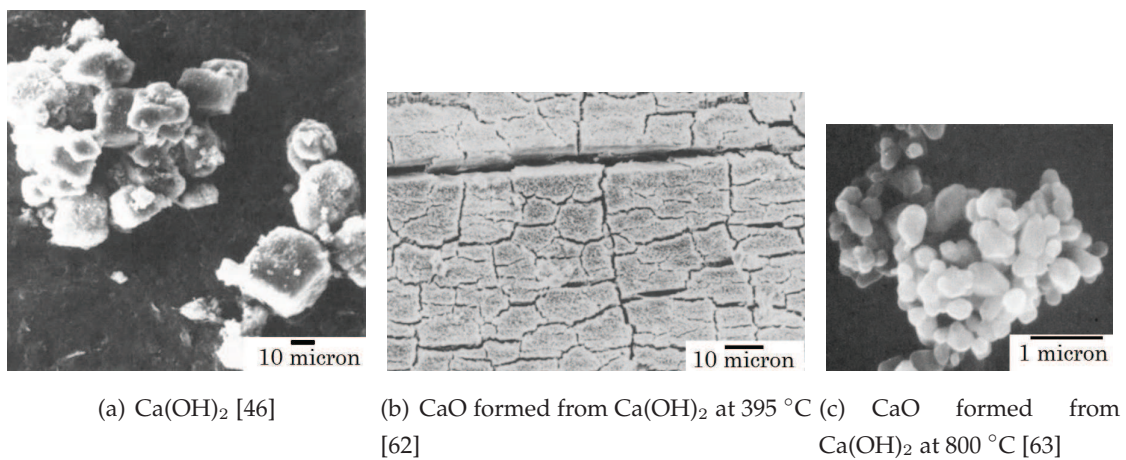 10 micron
10 micron
1 micron
(a) Ca(OH)₂ [46]
(b) CaO formed from Ca(OH)₂ at 395 °C
[62]
(c) CaO formed from
Ca(OH)₂ at 800 °C [63]